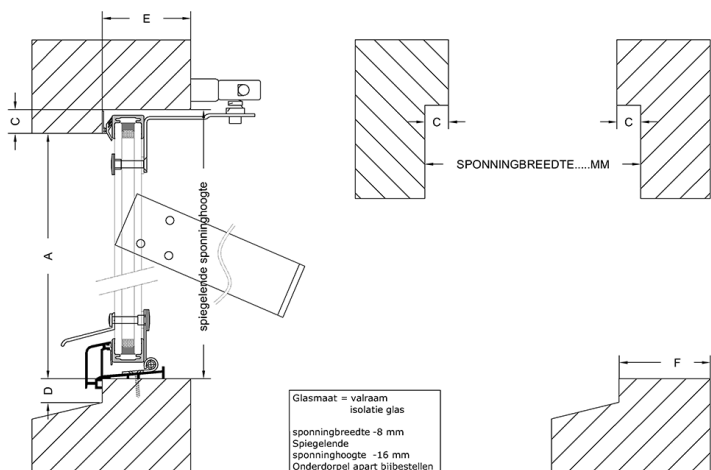 E
C
A
spiegelende sponninghoogte
D
C
C
SPONNINGBREEDTE.....MM
F
Glasmaat = valraam
isolatie glas
sponningbreedte -8 mm
Spiegelende
sponninghoogte -16 mm
Onderdorpel apart bijbestellen